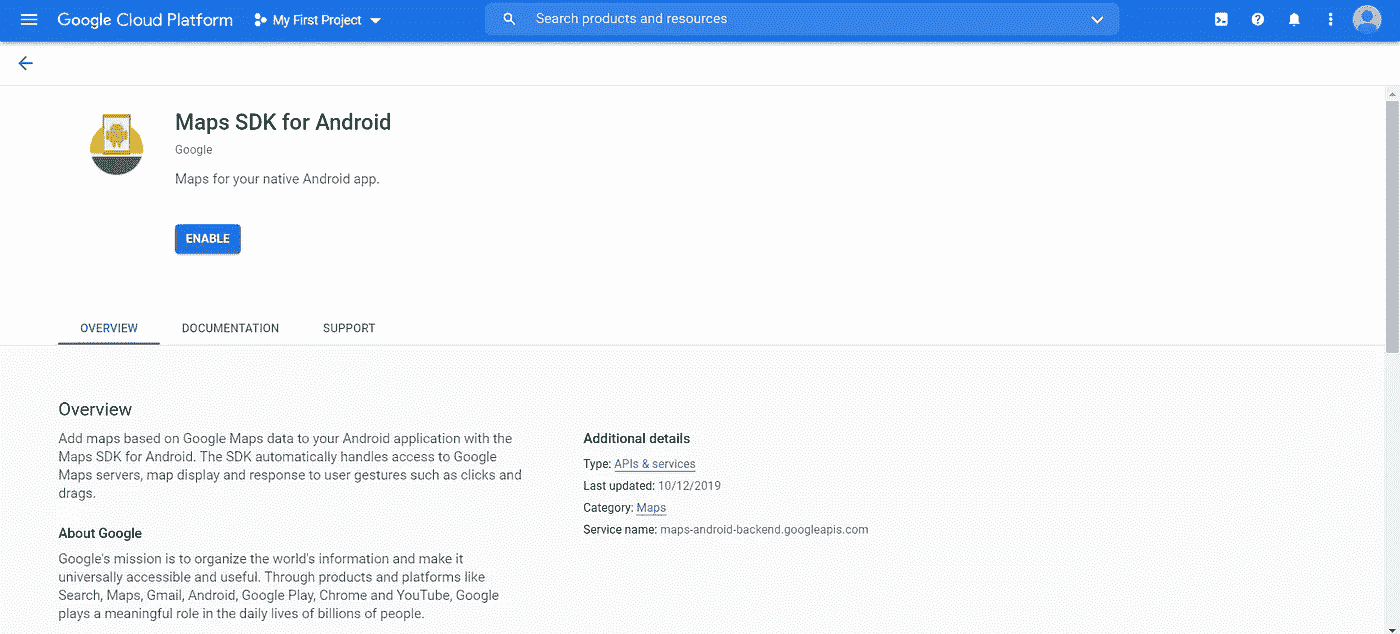 Google Cloud Platform
My First Project
Search products and resources
Maps SDK for Android
Google
Maps for your native Android app.
ENABLE
OVERVIEW
DOCUMENTATION
SUPPORT
Overview
Add maps based on Google Maps data to your Android application with the
Maps SDK for Android. The SDK automatically handles access to Google
Maps servers, map display and response to user gestures such as clicks and
drags.
About Google
Google's mission is to organize the world's information and make it
universally accessible and useful. Through products and platforms like
Search, Maps, Gmail, Android, Google Play, Chrome and YouTube, Google
plays a meaningful role in the daily lives of billions of people.
Additional details
Type: APIs & services
Last updated: 10/12/2019
Category: Maps
Service name: maps-android-backend.googleapis.com